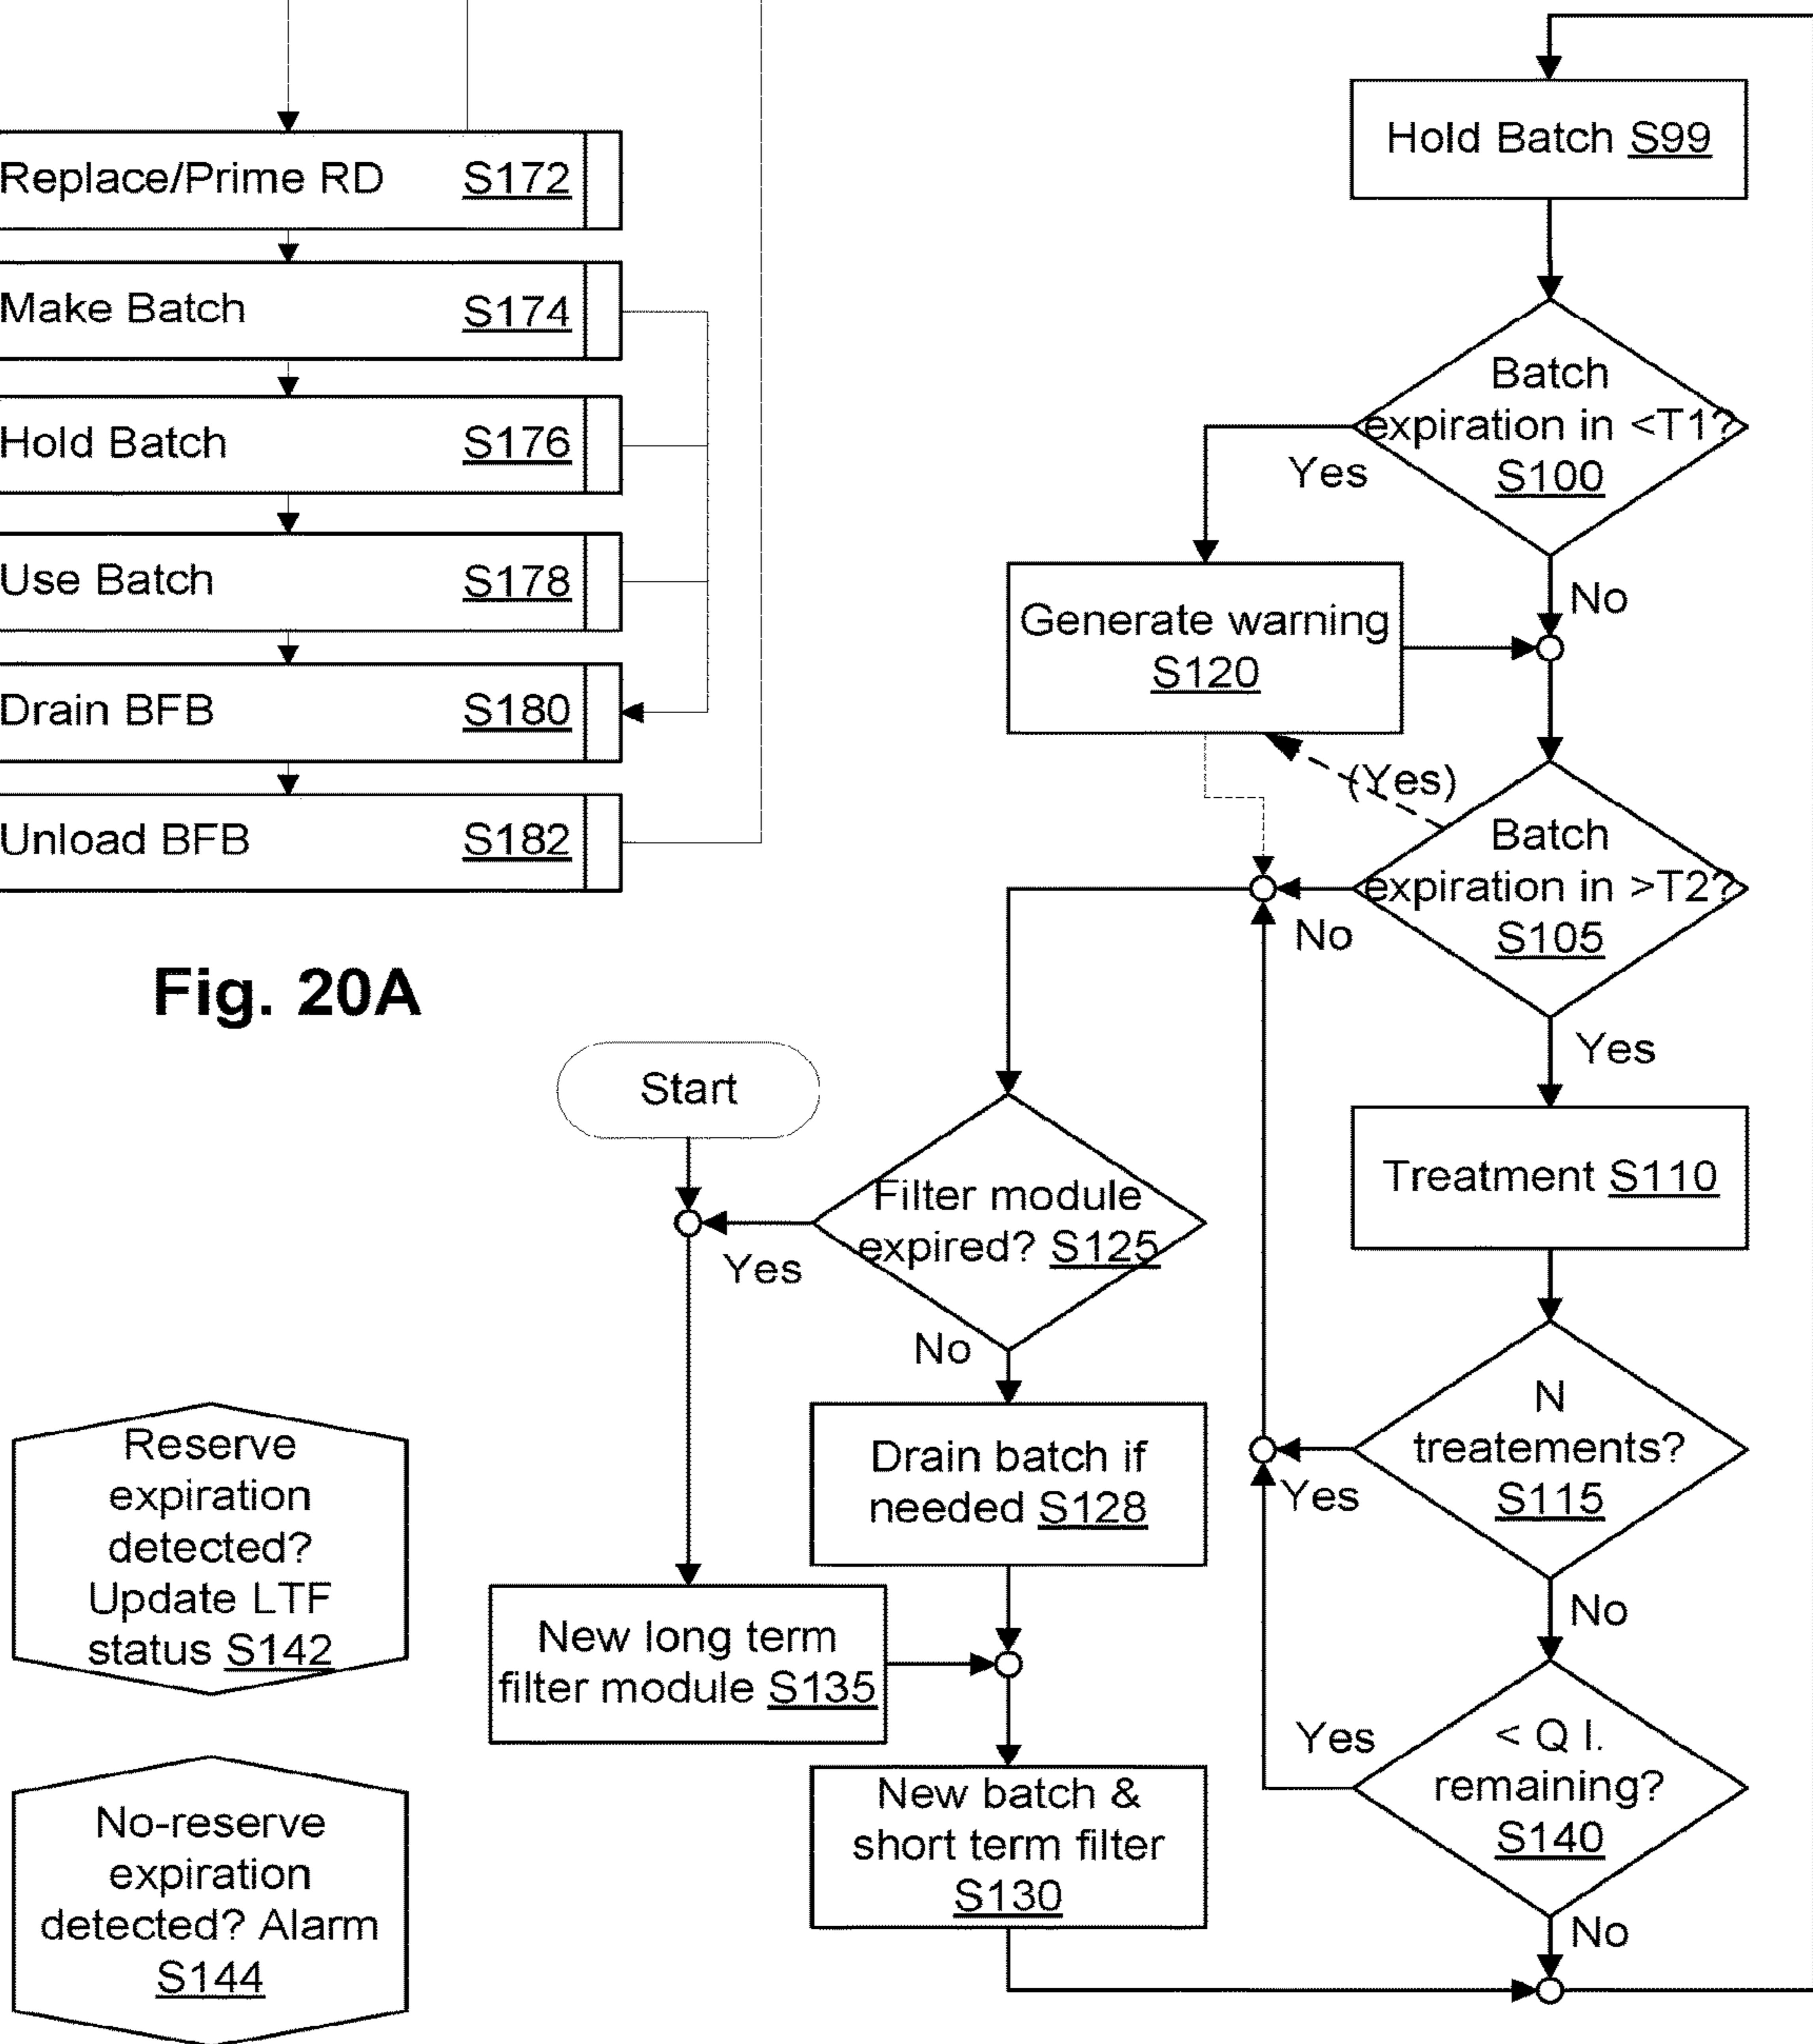 Replace/Prime RD S172
Make Batch S174
Hold Batch S176
Use Batch S178
Drain BFB S180
Unload BFB S182
Fig. 20A
Hold Batch S99
Batch
expiration in <T1?
S100
Yes
No
Generate warning
S120
(Yes)
Batch
expiration in >T2?
S105
No
Yes
Start
Filter module
expired? S125
Yes
No
Treatment S110
N
treatements?
S115
Yes
No
Drain batch if
needed S128
New long term
filter module S135
New batch &
short term filter
S130
< Q l.
remaining?
S140
Yes
No
Reserve
expiration
detected?
Update LTF
status S142
No-reserve
expiration
detected? Alarm
S144